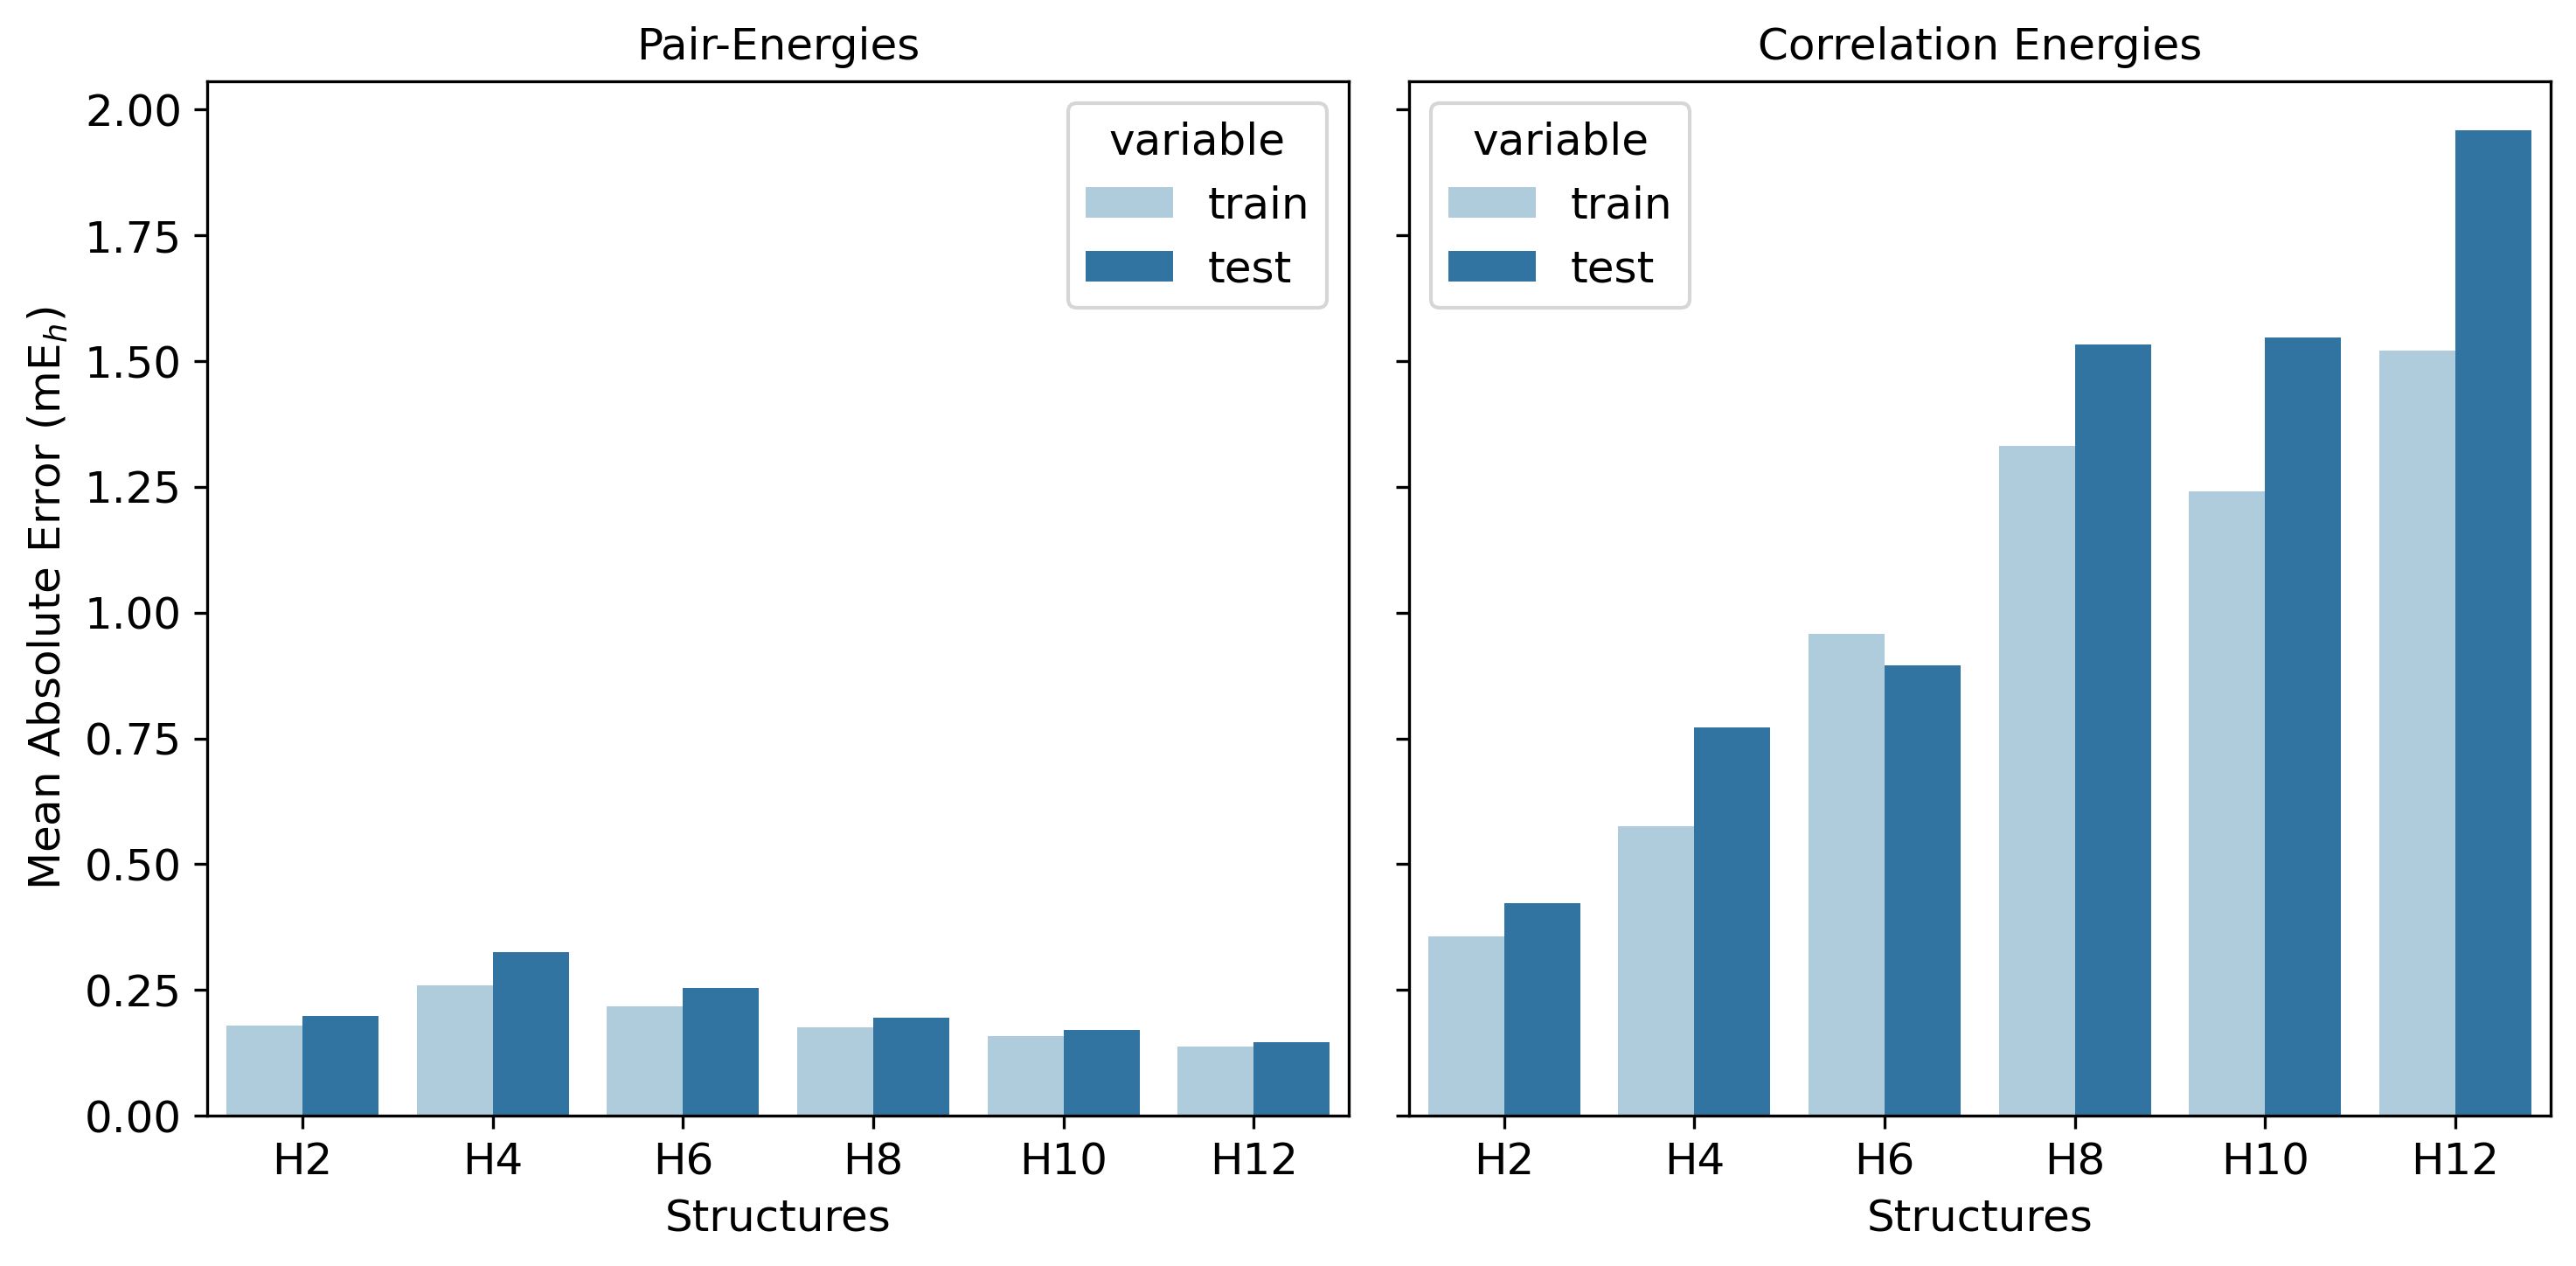 Pair-Energies
Mean Absolute Error (mE_h)
2.00
1.75
1.50
1.25
1.00
0.75
0.50
0.25
0.00
variable
train
test
H2 H4 H6 H8 H10 H12
Structures
Correlation Energies
variable
train
test
H2 H4 H6 H8 H10 H12
Structures